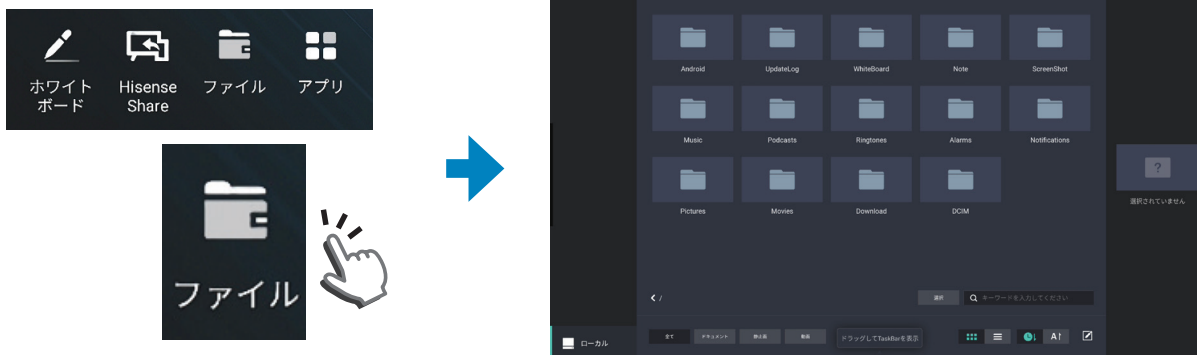 ホワイト
ボード
Hisense
Share
ファイル
アプリ
ファイル
Android
UpdateLog
WhiteBoard
Note
ScreenShot
Music
Podcasts
Ringtones
Alarms
Notifications
Pictures
Movies
Download
DCIM
?
選択されていません
< /
選択
キーワードを入力してください
ローカル
全て
ドキュメント
静止画
動画
ドラッグしてTaskBarを表示
A↑